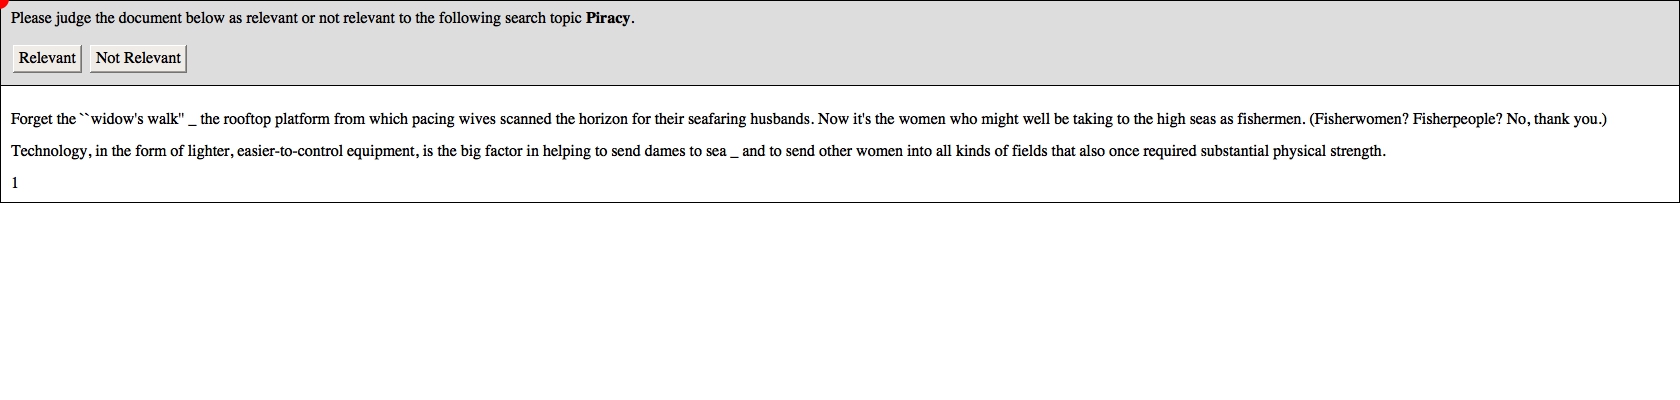 Please judge the document below as relevant or not relevant to the following search topic Piracy.
Relevant Not Relevant
Forget the ``widow's walk'' _ the rooftop platform from which pacing wives scanned the horizon for their seafaring husbands. Now it's the women who might well be taking to the high seas as fishermen. (Fisherwomen? Fisherpeople? No, thank you.)
Technology, in the form of lighter, easier-to-control equipment, is the big factor in helping to send dames to sea _ and to send other women into all kinds of fields that also once required substantial physical strength.
1